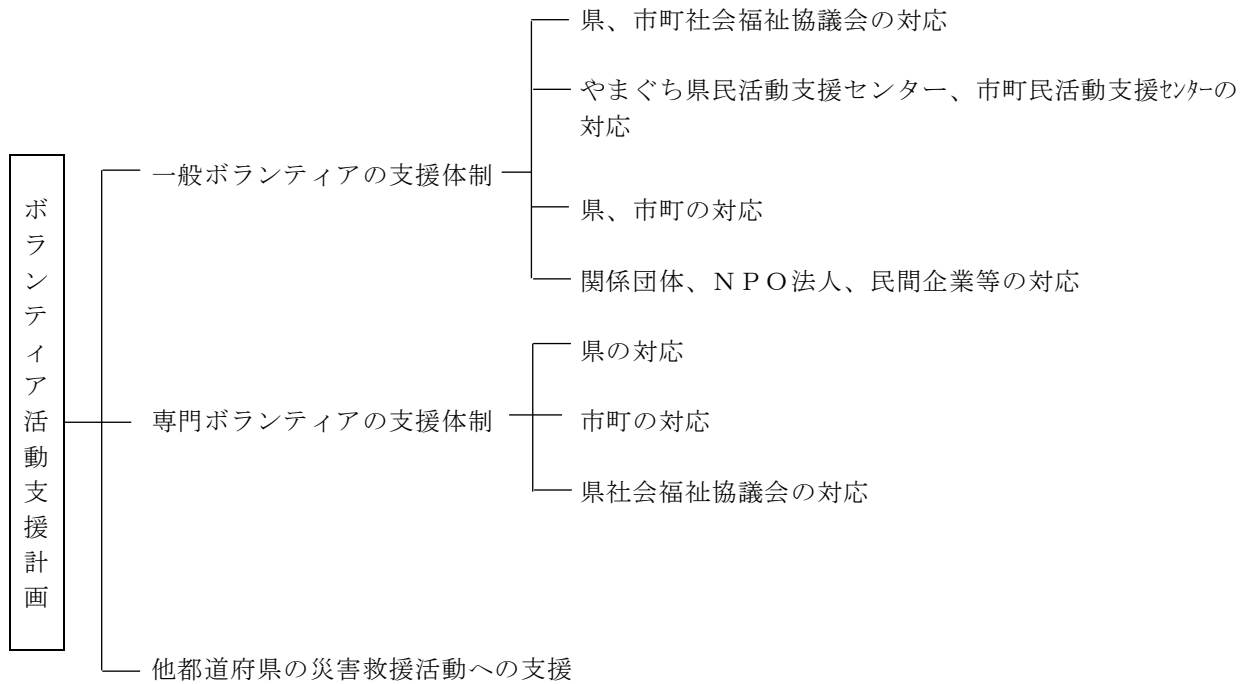 ボランティア活動支援計画
一般ボランティアの支援体制
県、市町社会福祉協議会の対応
やまぐち県民活動支援センター、市町民活動支援ｾﾝﾀｰの
対応
県、市町の対応
関係団体、ＮＰＯ法人、民間企業等の対応
専門ボランティアの支援体制
県の対応
市町の対応
県社会福祉協議会の対応
他都道府県の災害救援活動への支援